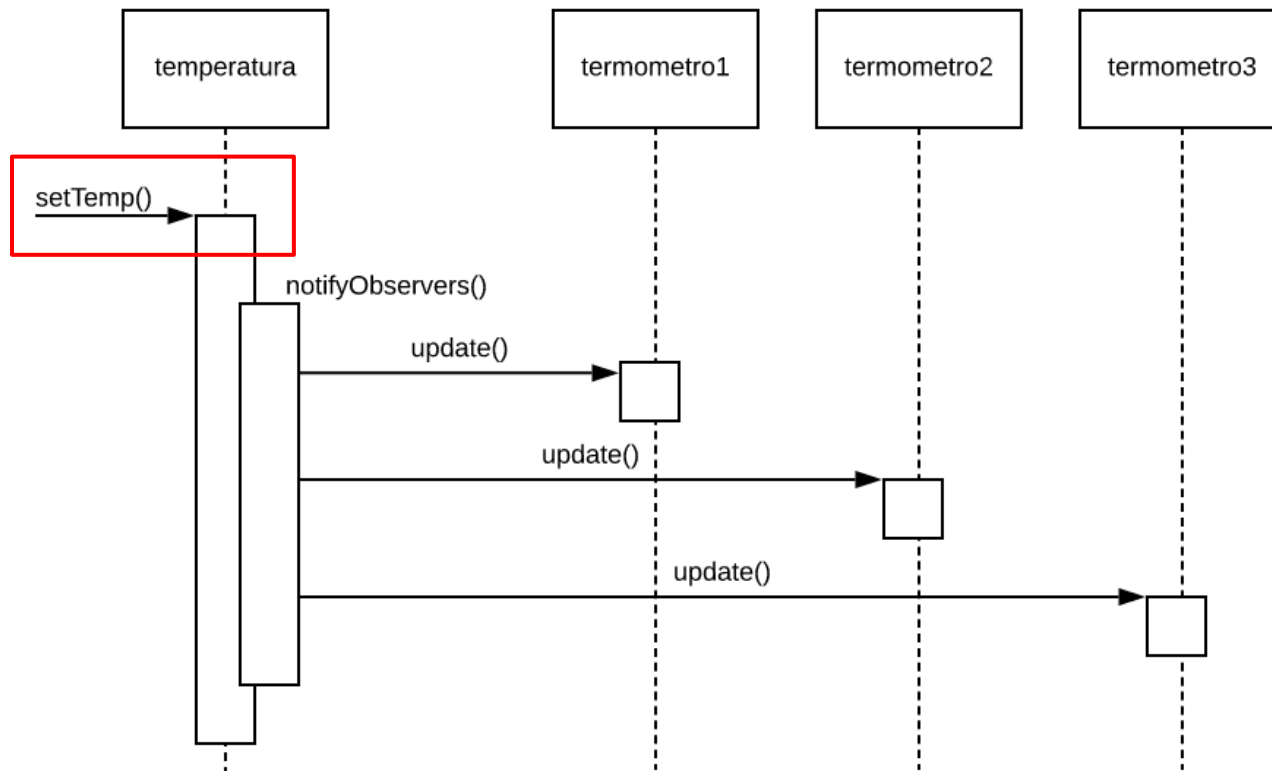 temperatura
termometro1
termometro2
termometro3
setTemp()
notifyObservers()
update()
update()
update()